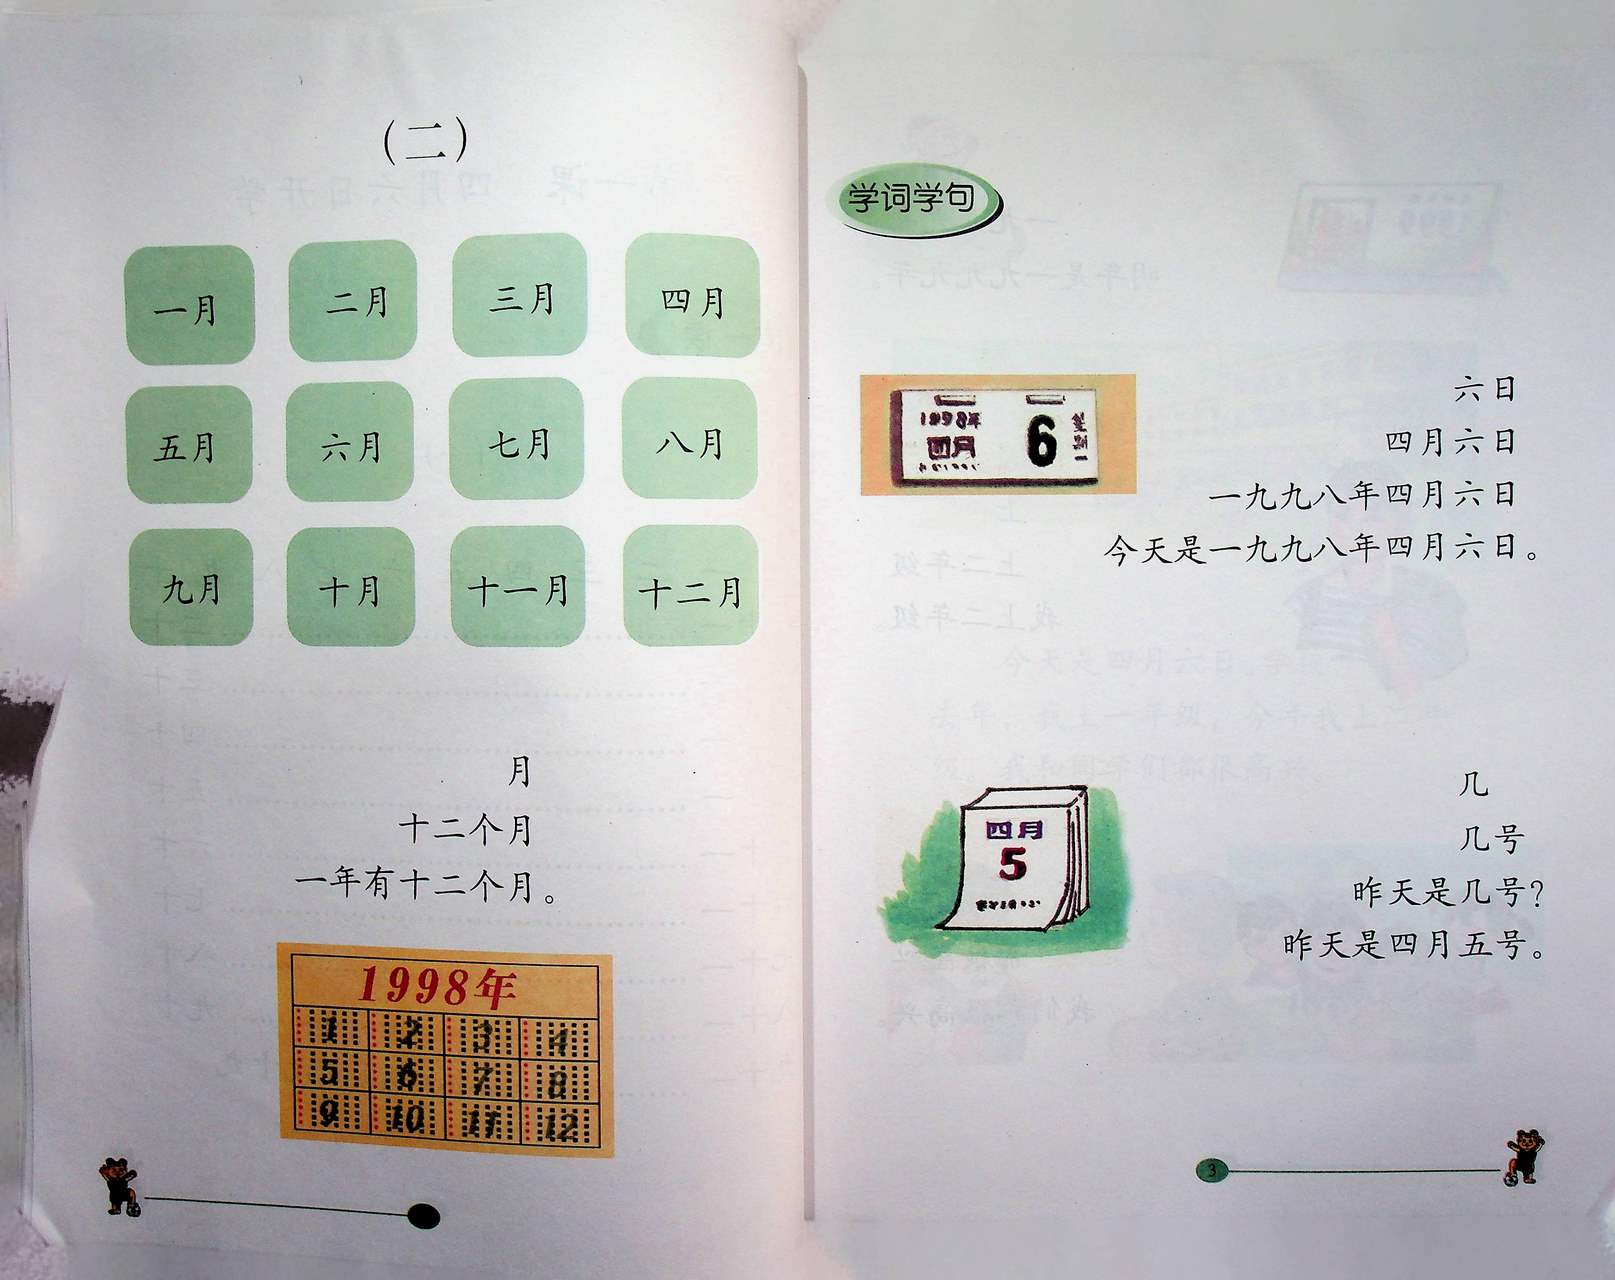 （二）
一月 二月 三月 四月
五月 六月 七月 八月
九月 十月 十一月 十二月
月
十二个月
一年有十二个月。
1998年
1 2 3 4
5 6 7 8
9 10 11 12
学词学句
1998年
四月
6
星期一
六日
四月六日
一九九八年四月六日
今天是一九九八年四月六日。
四月
5
几
几号
昨天是几号？
昨天是四月五号。
3